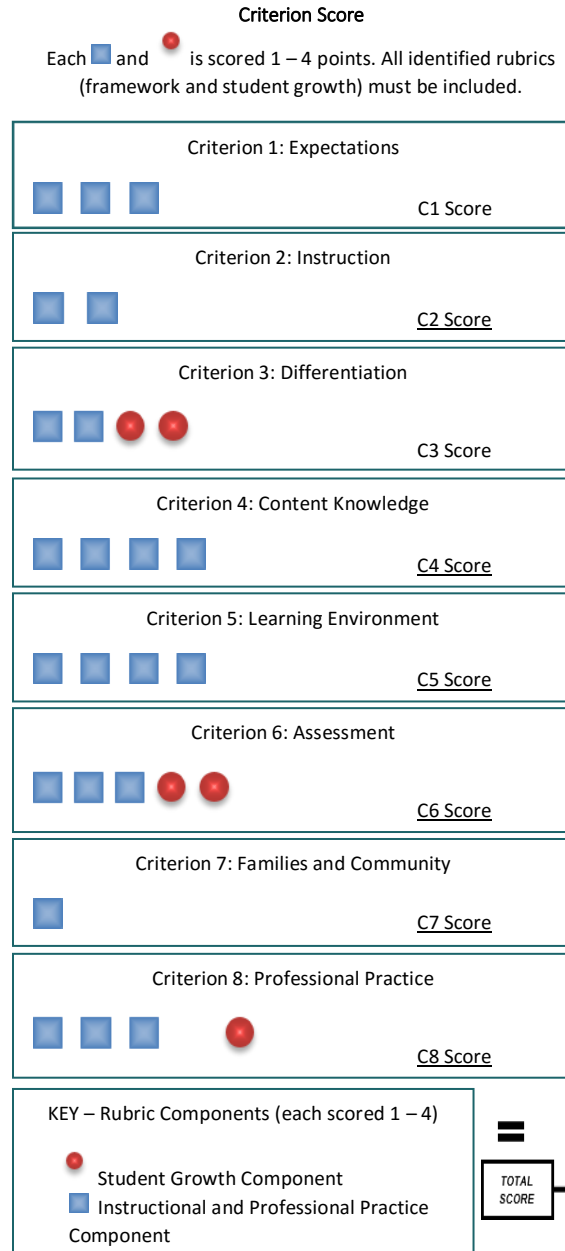 Criterion Score
Each and is scored 1 – 4 points. All identified rubrics
(framework and student growth) must be included.
Criterion 1: Expectations
C1 Score
Criterion 2: Instruction
C2 Score
Criterion 3: Differentiation
C3 Score
Criterion 4: Content Knowledge
C4 Score
Criterion 5: Learning Environment
C5 Score
Criterion 6: Assessment
C6 Score
Criterion 7: Families and Community
C7 Score
Criterion 8: Professional Practice
C8 Score
KEY – Rubric Components (each scored 1 – 4)
Student Growth Component
Instructional and Professional Practice
Component
=
TOTAL
SCORE